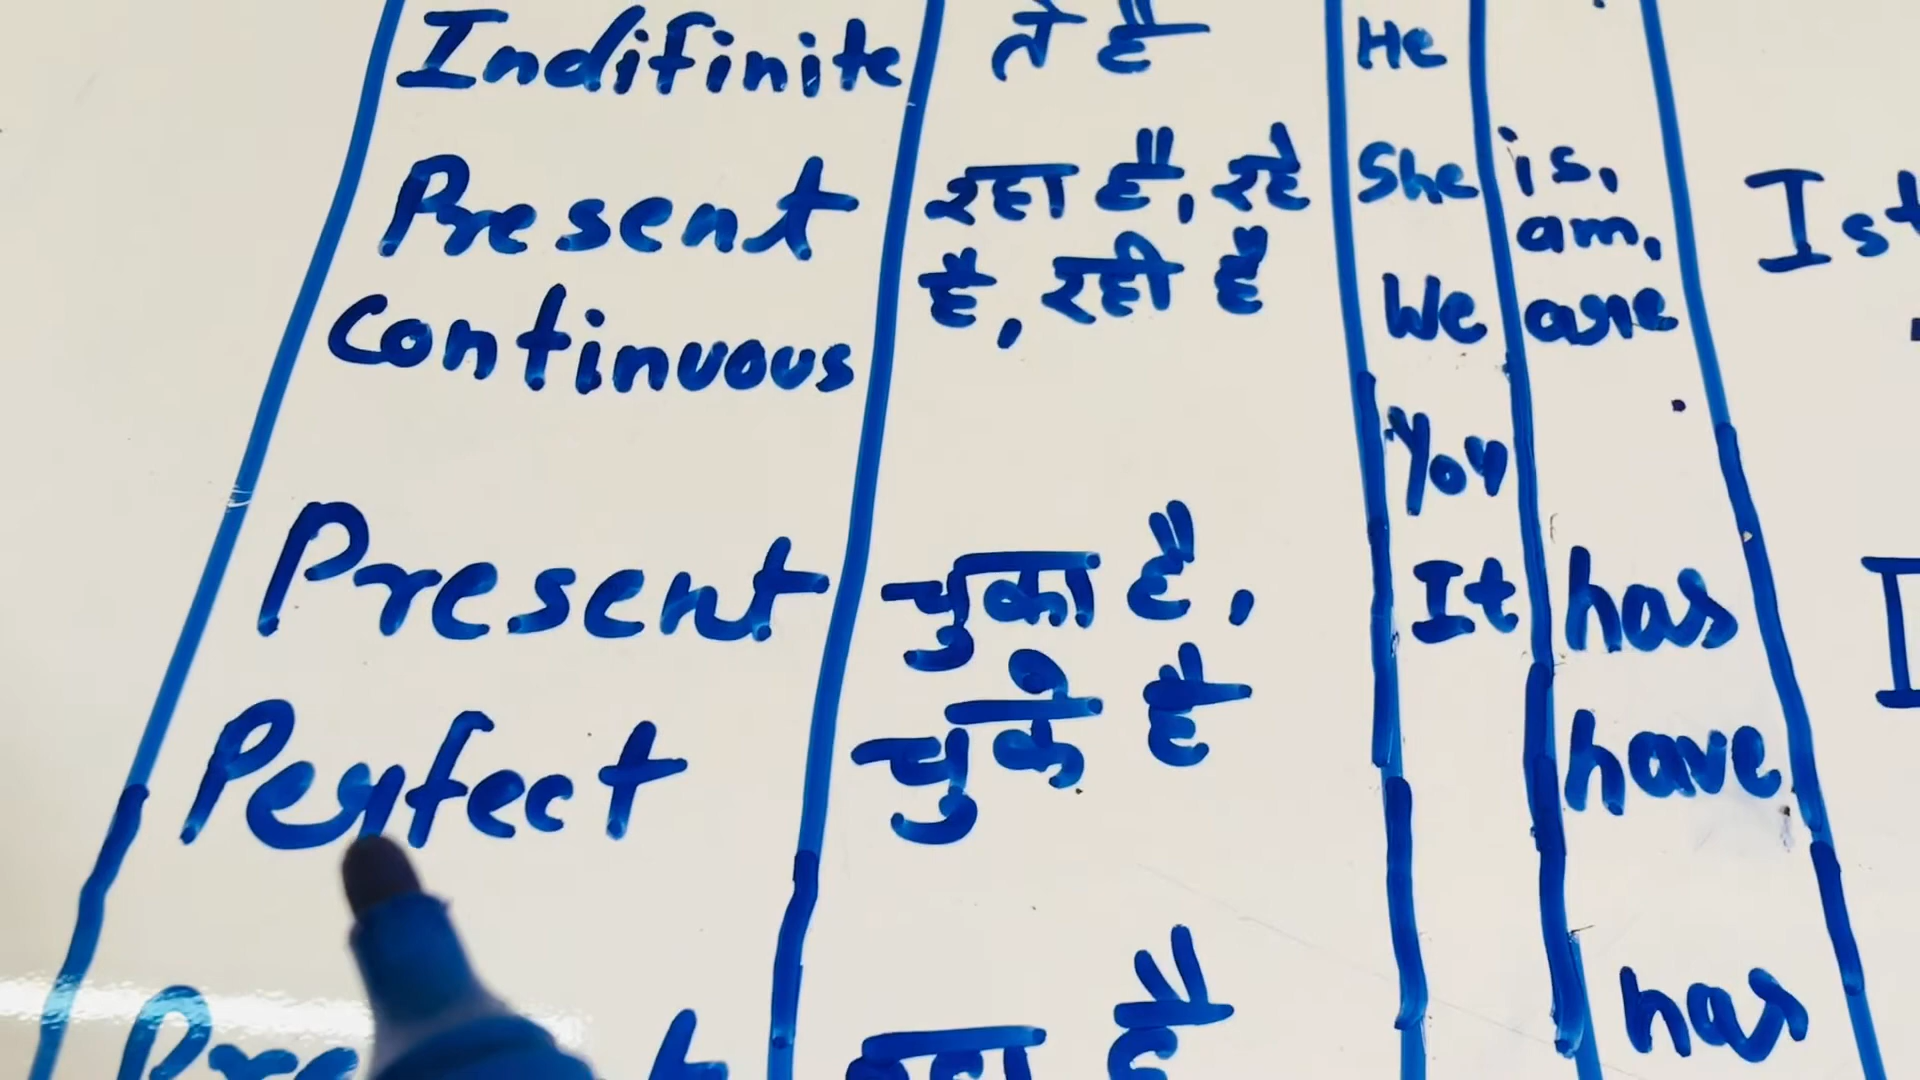 Indifinite ते हैं He
Present रहा हैं, रहे She is,
am,
Continuous हैं, रही हैं We are Ist
You
Present चुका हैं, It has I
Perfect चुके हैं have
has